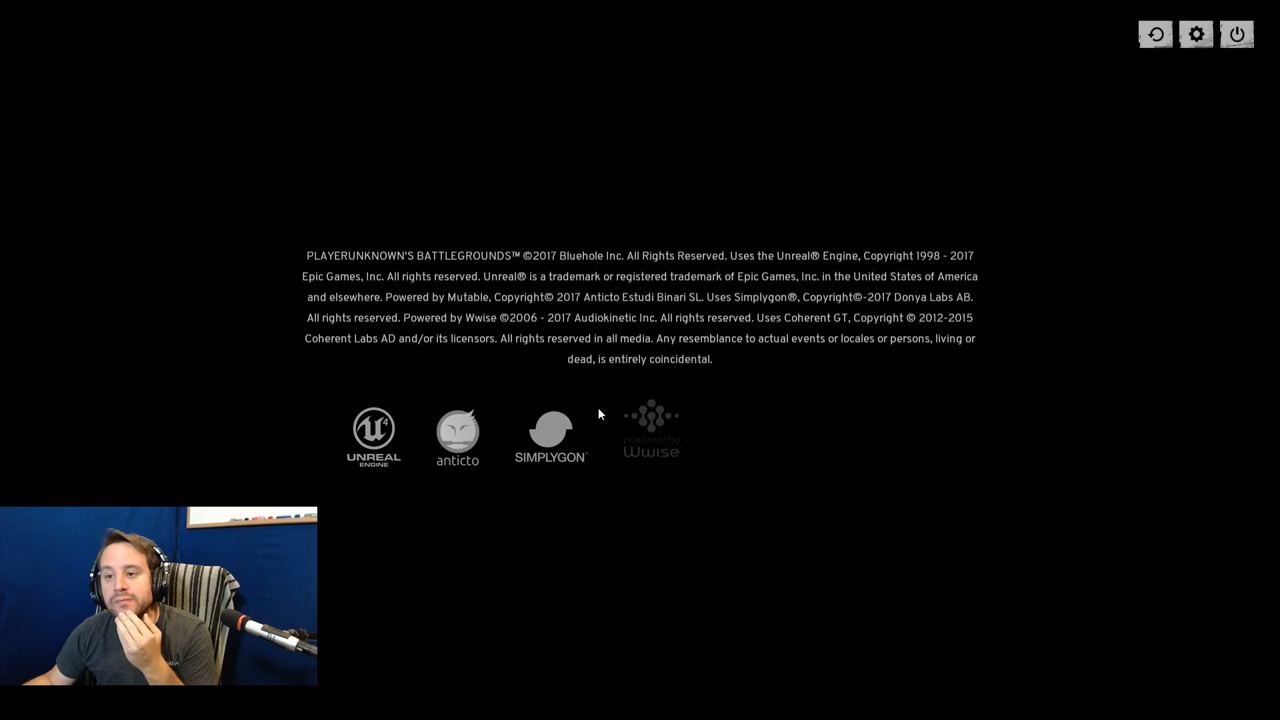 PLAYERUNKNOWN'S BATTLEGROUNDS™ ©2017 Bluehole Inc. All Rights Reserved. Uses the Unreal® Engine, Copyright 1998 - 2017
Epic Games, Inc. All rights reserved. Unreal® is a trademark or registered trademark of Epic Games, Inc. in the United States of America
and elsewhere. Powered by Mutable, Copyright© 2017 Anticto Estudi Binari SL. Uses Simplygon®, Copyright©-2017 Donya Labs AB.
All rights reserved. Powered by Wwise ©2006 - 2017 Audiokinetic Inc. All rights reserved. Uses Coherent GT, Copyright © 2012-2015
Coherent Labs AD and/or its licensors. All rights reserved in all media. Any resemblance to actual events or locales or persons, living or
dead, is entirely coincidental.
UNREAL
ENGINE
anticto
SIMPLYGON™
powered by
Wwise